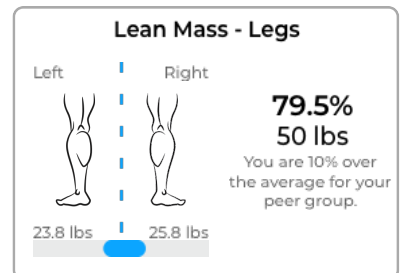 Lean Mass - Legs
Left
Right
79.5%
50 lbs
You are 10% over
the average for your
peer group.
23.8 lbs
25.8 lbs